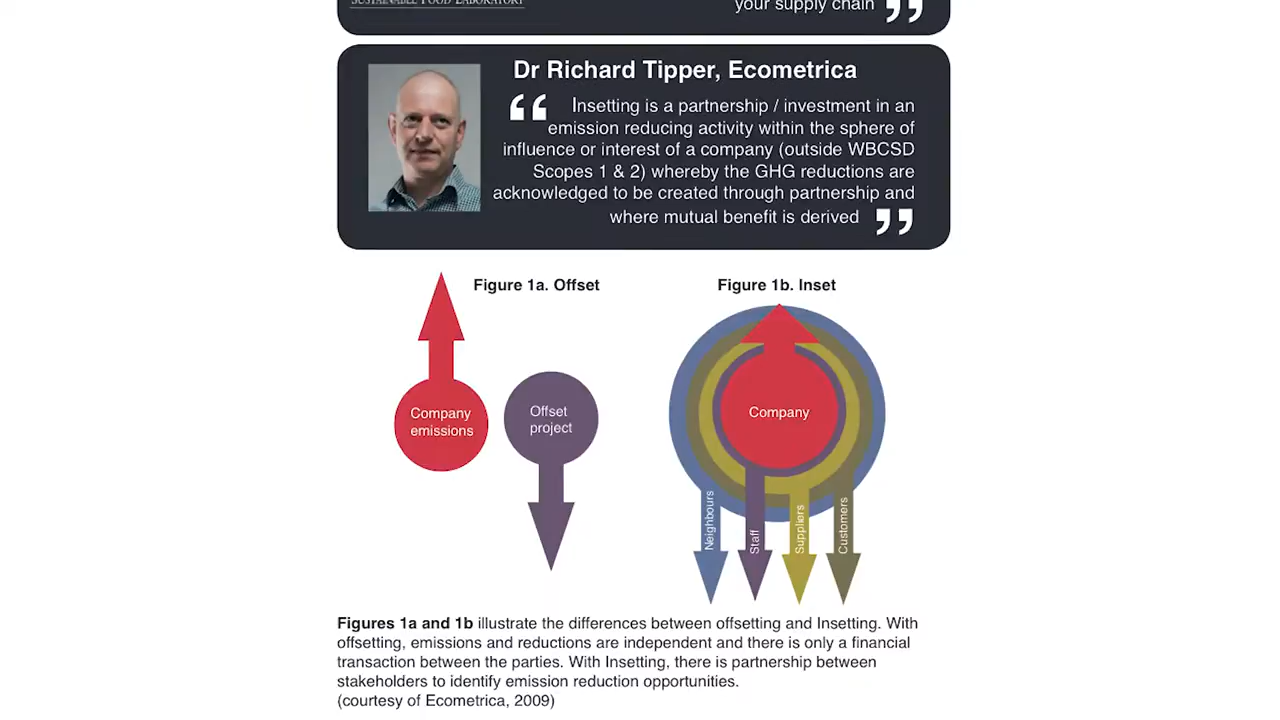 SUSTAINABLE FOOD LABORATORY
your supply chain ”
Dr Richard Tipper, Ecometrica
“ Insetting is a partnership / investment in an
emission reducing activity within the sphere of
influence or interest of a company (outside WBCSD
Scopes 1 & 2) whereby the GHG reductions are
acknowledged to be created through partnership and
where mutual benefit is derived ”
Figure 1a. Offset
Company
emissions
Offset
project
Figure 1b. Inset
Company
Neighbours
Staff
Suppliers
Customers
Figures 1a and 1b illustrate the differences between offsetting and Insetting. With
offsetting, emissions and reductions are independent and there is only a financial
transaction between the parties. With Insetting, there is partnership between
stakeholders to identify emission reduction opportunities.
(courtesy of Ecometrica, 2009)